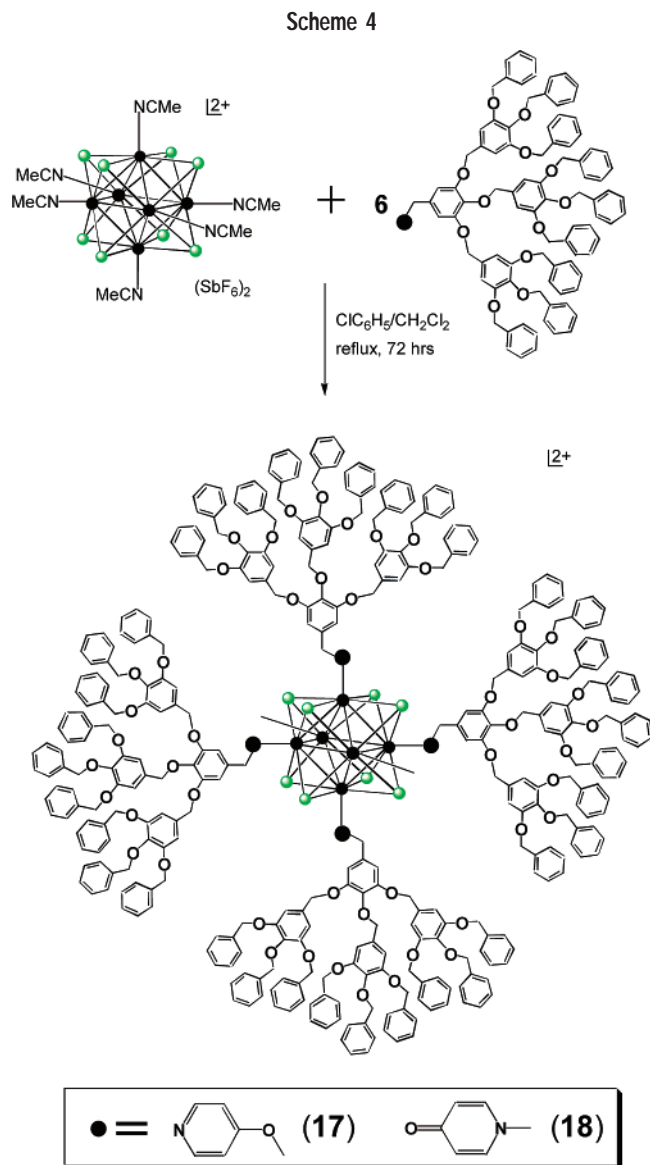 Scheme 4
NCMe
2+
MeCN
MeCN
NCMe
NCMe
MeCN
(SbF6)2
+ 6
ClC6H5/CH2Cl2
reflux, 72 hrs
2+
● = N O (17) O N (18)